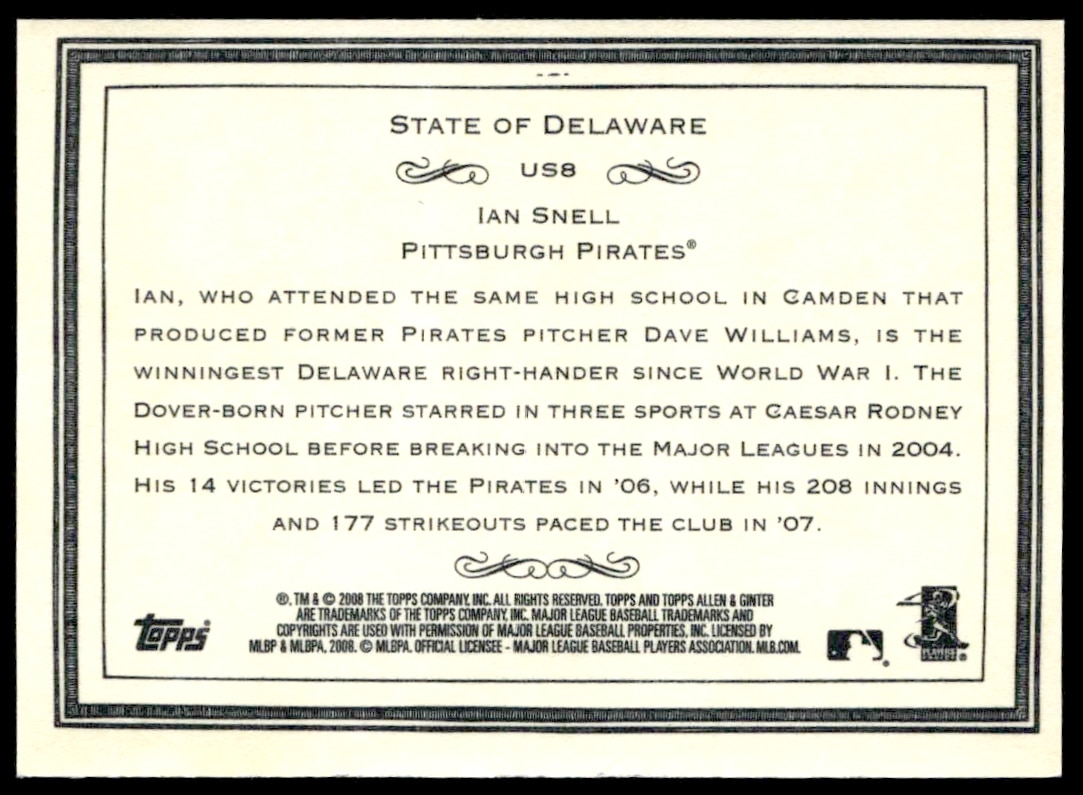 STATE OF DELAWARE
US8
IAN SNELL
PITTSBURGH PIRATES®
IAN, WHO ATTENDED THE SAME HIGH SCHOOL IN CAMDEN THAT
PRODUCED FORMER PIRATES PITCHER DAVE WILLIAMS, IS THE
WINNINGEST DELAWARE RIGHT-HANDER SINCE WORLD WAR I. THE
DOVER-BORN PITCHER STARRED IN THREE SPORTS AT CAESAR RODNEY
HIGH SCHOOL BEFORE BREAKING INTO THE MAJOR LEAGUES IN 2004.
HIS 14 VICTORIES LED THE PIRATES IN '06, WHILE HIS 208 INNINGS
AND 177 STRIKEOUTS PACED THE CLUB IN '07.
®, TM & © 2008 THE TOPPS COMPANY, INC. ALL RIGHTS RESERVED. TOPPS AND TOPPS ALLEN & GINTER
ARE TRADEMARKS OF THE TOPPS COMPANY, INC. MAJOR LEAGUE BASEBALL TRADEMARKS AND
COPYRIGHTS ARE USED WITH PERMISSION OF MAJOR LEAGUE BASEBALL PROPERTIES, INC. LICENSED BY
MLBP & MLBPA, 2008. © MLBPA. OFFICIAL LICENSEE - MAJOR LEAGUE BASEBALL PLAYERS ASSOCIATION. MLB.COM.
Topps®
PLAYERS